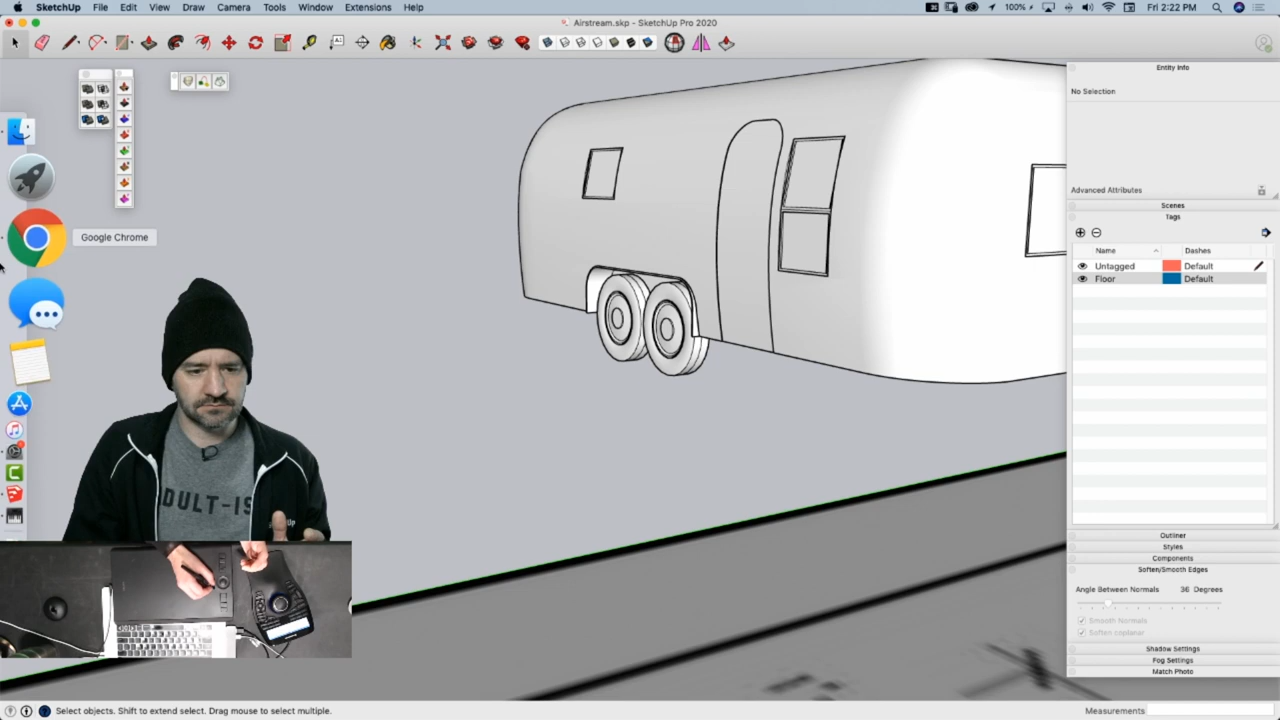 SketchUp File Edit View Draw Camera Tools Window Extensions Help
100% Fri 2:22 PM
Airstream.skp - SketchUp Pro 2020
Entity Info
No Selection
Advanced Attributes
Scenes
Tags
Name Dashes
Untagged Default
Floor Default
Google Chrome
DULT-IS
Outliner
Styles
Components
Soften/Smooth Edges
Angle Between Normals 36 Degrees
Smooth Normals
Soften coplanar
Shadow Settings
Fog Settings
Match Photo
Select objects. Shift to extend select. Drag mouse to select multiple.
Measurements